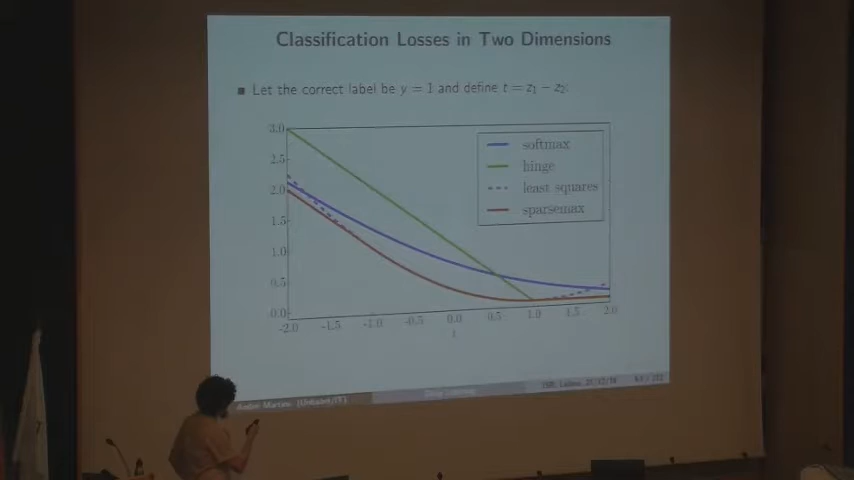 Classification Losses in Two Dimensions
Let the correct label be y = 1 and define t = z₁ − z₂:
3.0
2.5
2.0
1.5
1.0
0.5
0.0
-2.0 -1.5 -1.0 -0.5 0.0 0.5 1.0 1.5 2.0
t
softmax
hinge
least squares
sparsemax
André Martins